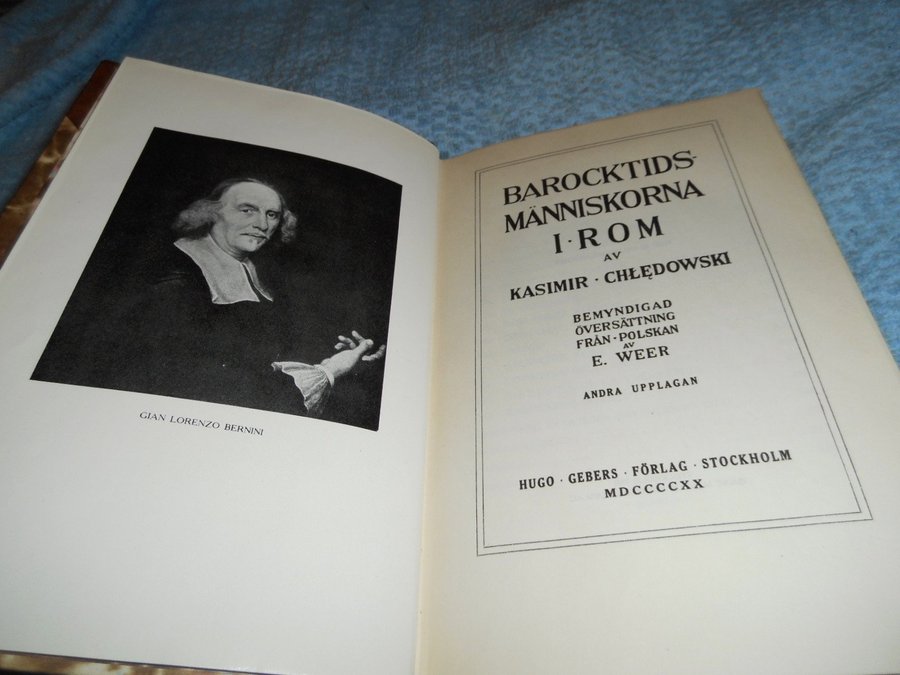 GIAN LORENZO BERNINI
BAROCKTIDS-
MÄNNISKORNA
I · ROM
AV
KASIMIR · CHŁĘDOWSKI
BEMYNDIGAD
ÖVERSÄTTNING
FRÅN · POLSKAN
AV
E. WEER
ANDRA UPPLAGAN
HUGO · GEBERS · FÖRLAG · STOCKHOLM
MDCCCCXX